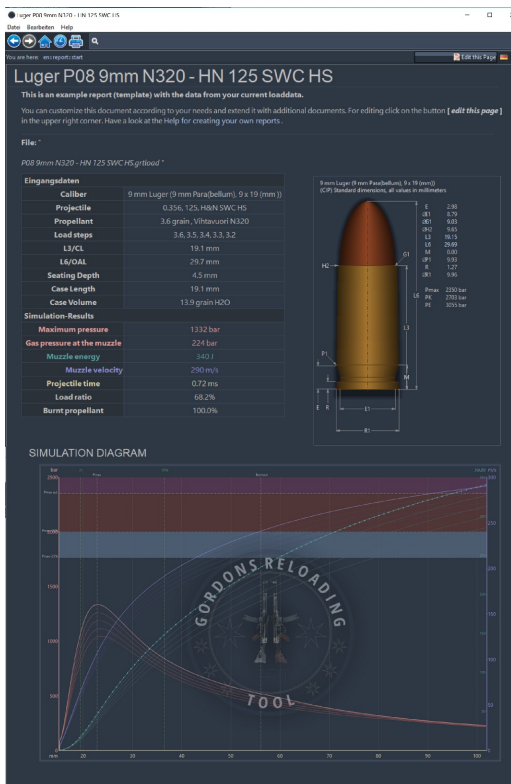 Luger P08 9mm N320 - HN 125 SWC HS
Datei Bearbeiten Help
You are here: en:report:start
Edit this Page
Luger P08 9mm N320 - HN 125 SWC HS
This is an example report (template) with the data from your current loaddata.
You can customize this document according to your needs and extend it with additional documents. For editing click on the button [ edit this page ]
in the upper right corner. Have a look at the Help for creating your own reports .
File: "
P08 9mm N320 - HN 125 SWC HS.grtload "
Eingangsdaten
Caliber 9 mm Luger (9 mm Para(bellum), 9 x 19 (mm ))
Projectile 0.356, 125, H&N SWC HS
Propellant 3.6 grain , Vihtavuori N320
Load steps 3.6, 3.5, 3.4, 3.3, 3.2
L3/CL 19.1 mm
L6/OAL 29.7 mm
Seating Depth 4.5 mm
Case Length 19.1 mm
Case Volume 13.9 grain H2O
Simulation-Results
Maximum pressure 1332 bar
Gas pressure at the muzzle 224 bar
Muzzle energy 340 J
Muzzle velocity 290 m/s
Projectile time 0.72 ms
Load ratio 68.2%
Burnt propellant 100.0%
9 mm Luger (9 mm Para(bellum), 9 x 19 (mm))
(CIP) Standard dimensions, all values in millimeters
E 2.98
ØE1 8.79
ØG1 9.03
ØH2 9.65
L3 19.15
L6 29.69
M 8.00
ØP1 9.93
R 1.27
ØR1 9.96
Pmax 2350 bar
PK 2703 bar
PE 3055 bar
G1
H2
L6
L3
P1
M
E R E1
R1
SIMULATION DIAGRAM
bar
2500 300
2000 250
1500 200
150
1000 100
500 50
0 0
mm 20 30 40 50 60 70 80 90 100
GORDONS RELOADING
TOOL